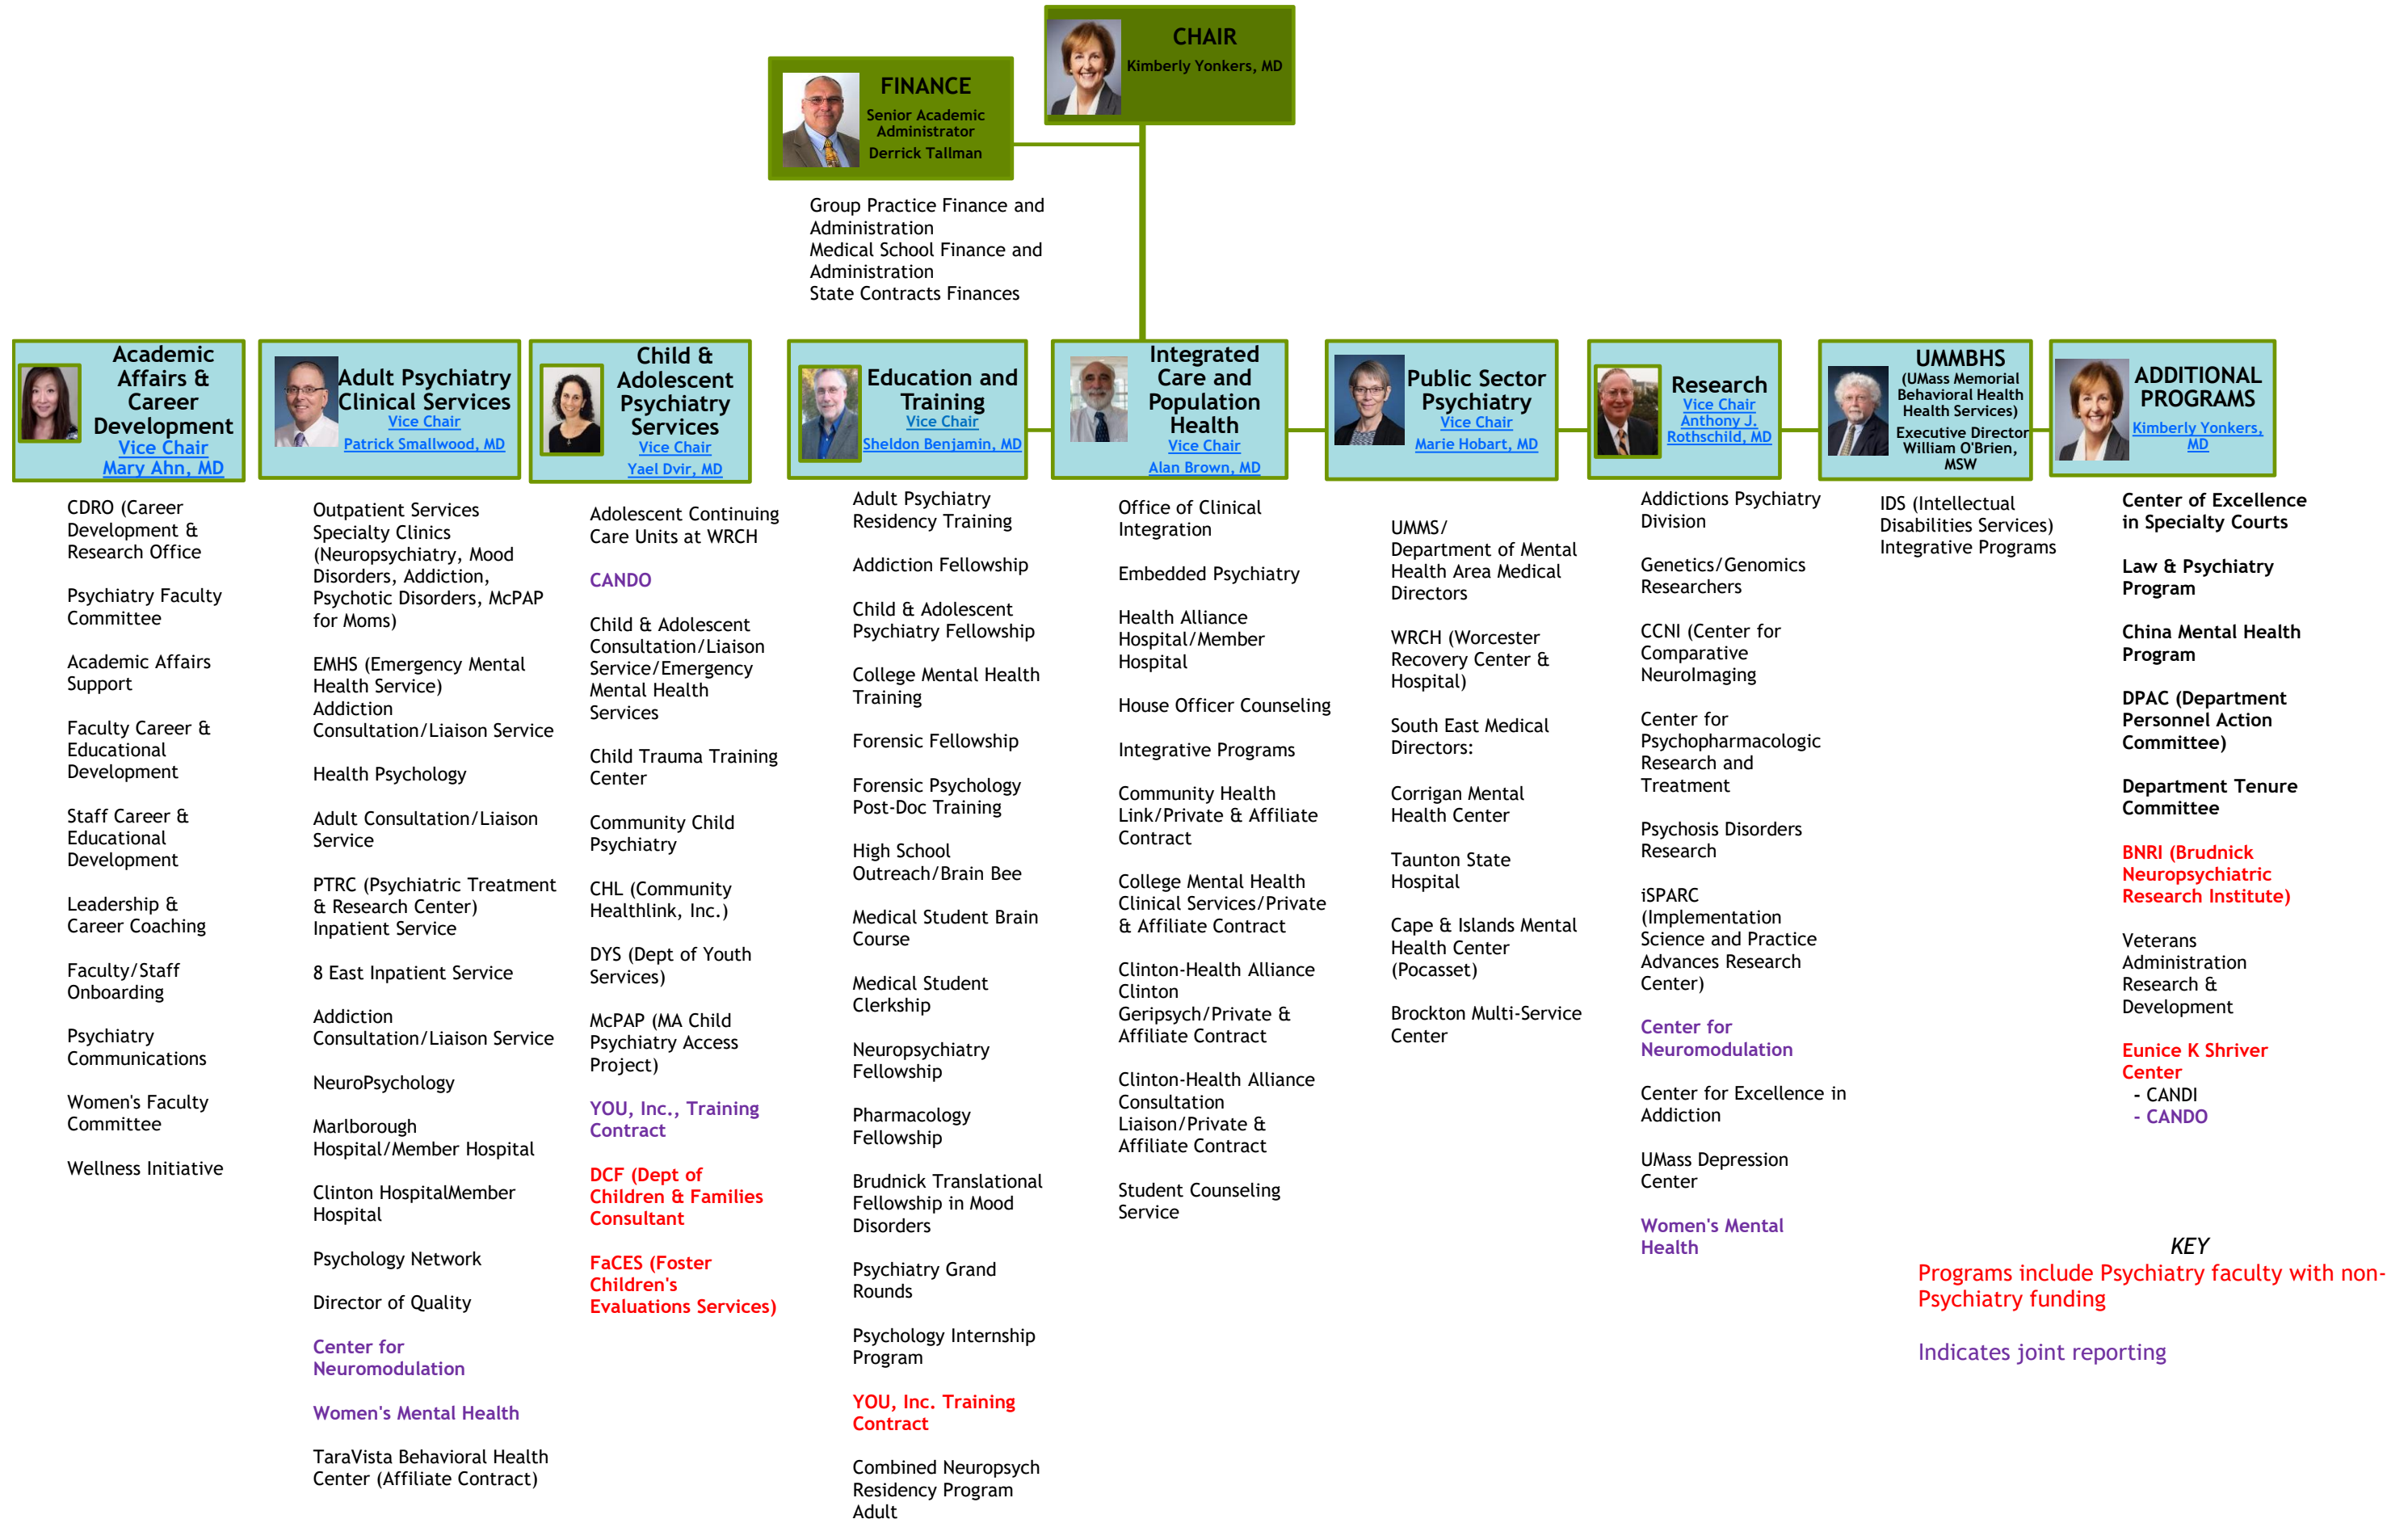 CHAIR
Kimberly Yonkers, MD
FINANCE
Senior Academic
Administrator
Derrick Tallman
Group Practice Finance and
Administration
Medical School Finance and
Administration
State Contracts Finances
Academic
Affairs &
Career
Development
Vice Chair
Mary Ahn, MD
CDRO (Career
Development &
Research Office
Psychiatry Faculty
Committee
Academic Affairs
Support
Faculty Career &
Educational
Development
Staff Career &
Educational
Development
Leadership &
Career Coaching
Faculty/Staff
Onboarding
Psychiatry
Communications
Women's Faculty
Committee
Wellness Initiative
Adult Psychiatry
Clinical Services
Vice Chair
Patrick Smallwood, MD
Outpatient Services
Specialty Clinics
(Neuropsychiatry, Mood
Disorders, Addiction,
Psychotic Disorders, McPAP
for Moms)
EMHS (Emergency Mental
Health Service)
Addiction
Consultation/Liaison Service
Health Psychology
Adult Consultation/Liaison
Service
PTRC (Psychiatric Treatment
& Research Center)
Inpatient Service
8 East Inpatient Service
Addiction
Consultation/Liaison Service
NeuroPsychology
Marlborough
Hospital/Member Hospital
Clinton HospitalMember
Hospital
Psychology Network
Director of Quality
Center for
Neuromodulation
Women's Mental Health
TaraVista Behavioral Health
Center (Affiliate Contract)
Child &
Adolescent
Psychiatry
Services
Vice Chair
Yael Dvir, MD
Adolescent Continuing
Care Units at WRCH
CANDO
Child & Adolescent
Consultation/Liaison
Service/Emergency
Mental Health
Services
Child Trauma Training
Center
Community Child
Psychiatry
CHL (Community
Healthlink, Inc.)
DYS (Dept of Youth
Services)
McPAP (MA Child
Psychiatry Access
Project)
YOU, Inc., Training
Contract
DCF (Dept of
Children & Families
Consultant
FaCES (Foster
Children's
Evaluations Services)
Education and
Training
Vice Chair
Sheldon Benjamin, MD
Adult Psychiatry
Residency Training
Addiction Fellowship
Child & Adolescent
Psychiatry Fellowship
College Mental Health
Training
Forensic Fellowship
Forensic Psychology
Post-Doc Training
High School
Outreach/Brain Bee
Medical Student Brain
Course
Medical Student
Clerkship
Neuropsychiatry
Fellowship
Pharmacology
Fellowship
Brudnick Translational
Fellowship in Mood
Disorders
Psychiatry Grand
Rounds
Psychology Internship
Program
YOU, Inc. Training
Contract
Combined Neuropsych
Residency Program
Adult
Integrated
Care and
Population
Health
Vice Chair
Alan Brown, MD
Office of Clinical
Integration
Embedded Psychiatry
Health Alliance
Hospital/Member
Hospital
House Officer Counseling
Integrative Programs
Community Health
Link/Private & Affiliate
Contract
College Mental Health
Clinical Services/Private
& Affiliate Contract
Clinton-Health Alliance
Clinton
Geripsych/Private &
Affiliate Contract
Clinton-Health Alliance
Consultation
Liaison/Private &
Affiliate Contract
Student Counseling
Service
Public Sector
Psychiatry
Vice Chair
Marie Hobart, MD
UMMS/
Department of Mental
Health Area Medical
Directors
WRCH (Worcester
Recovery Center &
Hospital)
South East Medical
Directors:
Corrigan Mental
Health Center
Taunton State
Hospital
Cape & Islands Mental
Health Center
(Pocasset)
Brockton Multi-Service
Center
Research
Vice Chair
Anthony J.
Rothschild, MD
Addictions Psychiatry
Division
Genetics/Genomics
Researchers
CCNI (Center for
Comparative
NeuroImaging
Center for
Psychopharmacologic
Research and
Treatment
Psychosis Disorders
Research
iSPARC
(Implementation
Science and Practice
Advances Research
Center)
Center for
Neuromodulation
Center for Excellence in
Addiction
UMass Depression
Center
Women's Mental
Health
UMMBHS
(UMass Memorial
Behavioral Health
Health Services)
Executive Director
William O'Brien,
MSW
IDS (Intellectual
Disabilities Services)
Integrative Programs
ADDITIONAL
PROGRAMS
Kimberly Yonkers,
MD
Center of Excellence
in Specialty Courts
Law & Psychiatry
Program
China Mental Health
Program
DPAC (Department
Personnel Action
Committee)
Department Tenure
Committee
BNRI (Brudnick
Neuropsychiatric
Research Institute)
Veterans
Administration
Research &
Development
Eunice K Shriver
Center
- CANDI
- CANDO
KEY
Programs include Psychiatry faculty with non-
Psychiatry funding
Indicates joint reporting